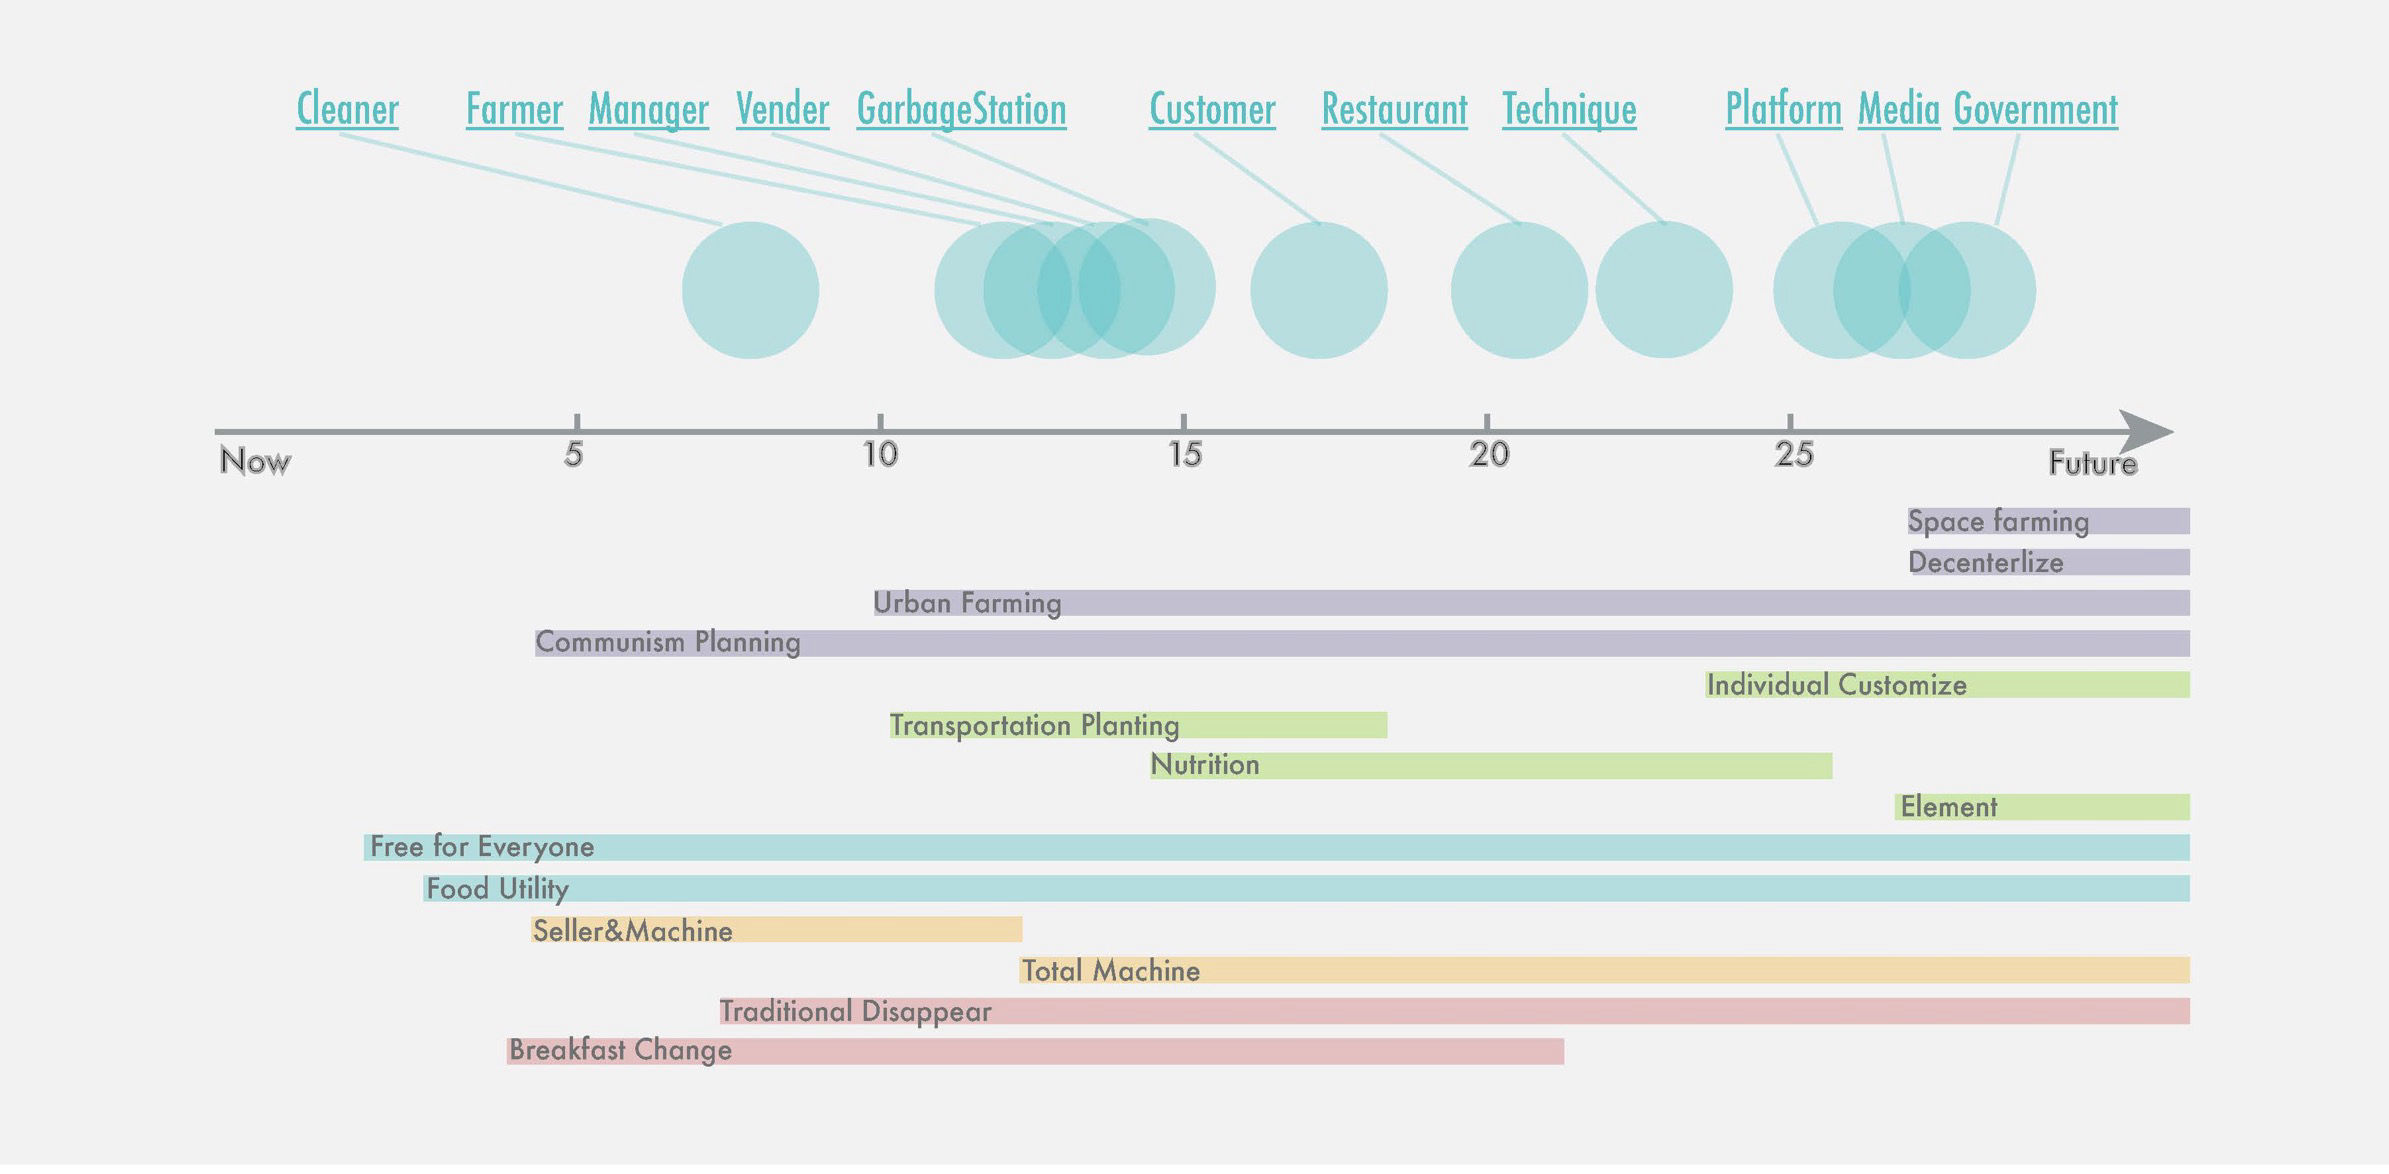 Cleaner Farmer Manager Vender GarbageStation Customer Restaurant Technique Platform Media Government
Now 5 10 15 20 25 Future
Space farming
Decenterlize
Urban Farming
Communism Planning
Individual Customize
Transportation Planting
Nutrition
Element
Free for Everyone
Food Utility
Seller&Machine
Total Machine
Traditional Disappear
Breakfast Change